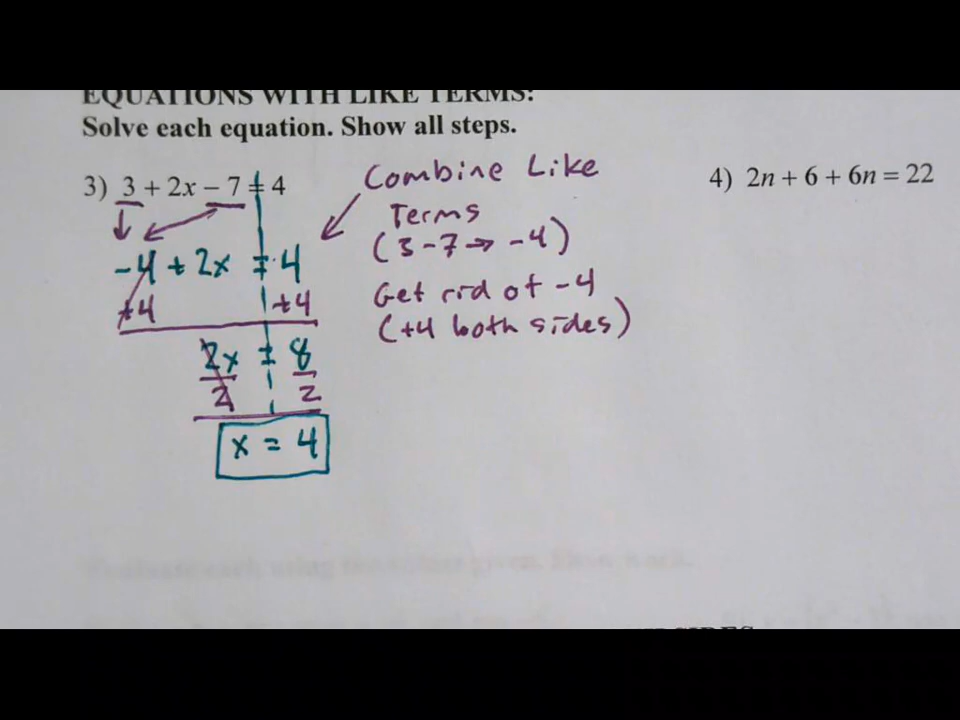 EQUATIONS WITH LIKE TERMS:
Solve each equation. Show all steps.
3) 3 + 2x − 7 = 4
Combine Like
Terms
(3 - 7 → -4)
-4 + 2x = 4
Get rid of -4
+4 +4
(+4 both sides)
2x = 8
2 2
x = 4
4) 2n + 6 + 6n = 22